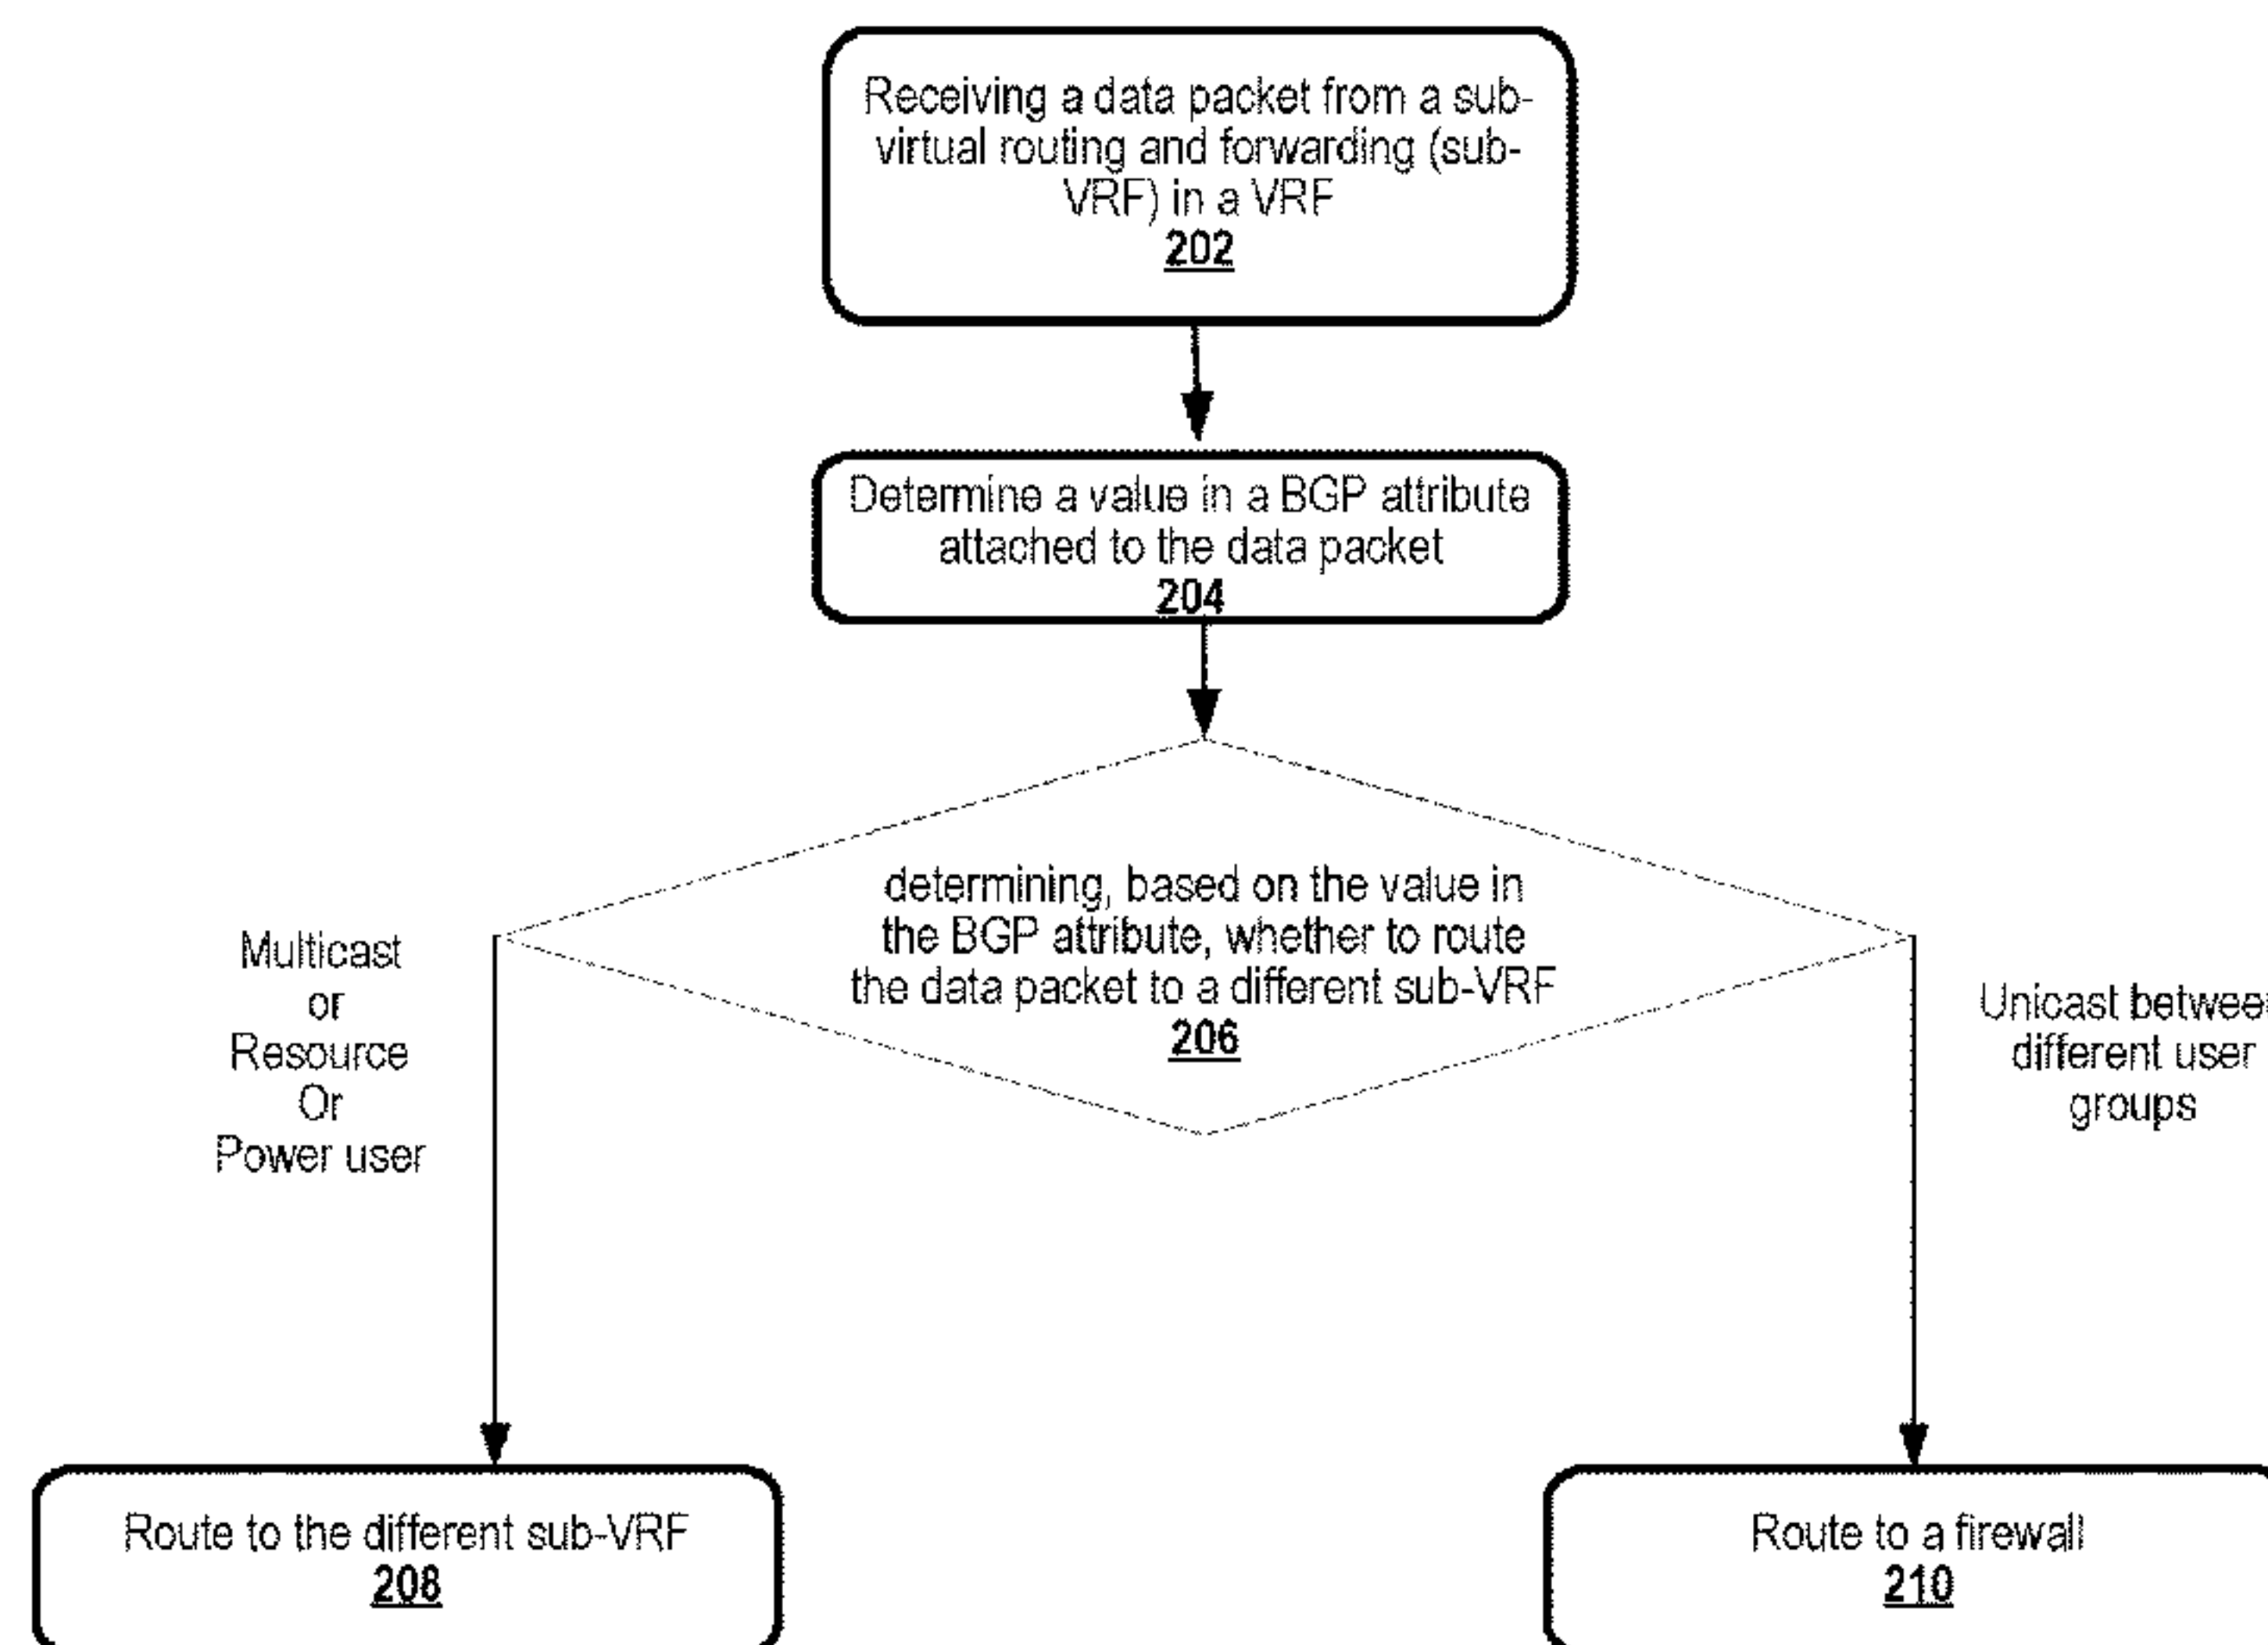 Receiving a data packet from a sub-
virtual routing and forwarding (sub-
VRF) in a VRF
202
Determine a value in a BGP attribute
attached to the data packet
204
determining, based on the value in
the BGP attribute, whether to route
the data packet to a different sub-VRF
206
Multicast
or
Resource
Or
Power user
Unicast between
different user
groups
Route to the different sub-VRF
208
Route to a firewall
210